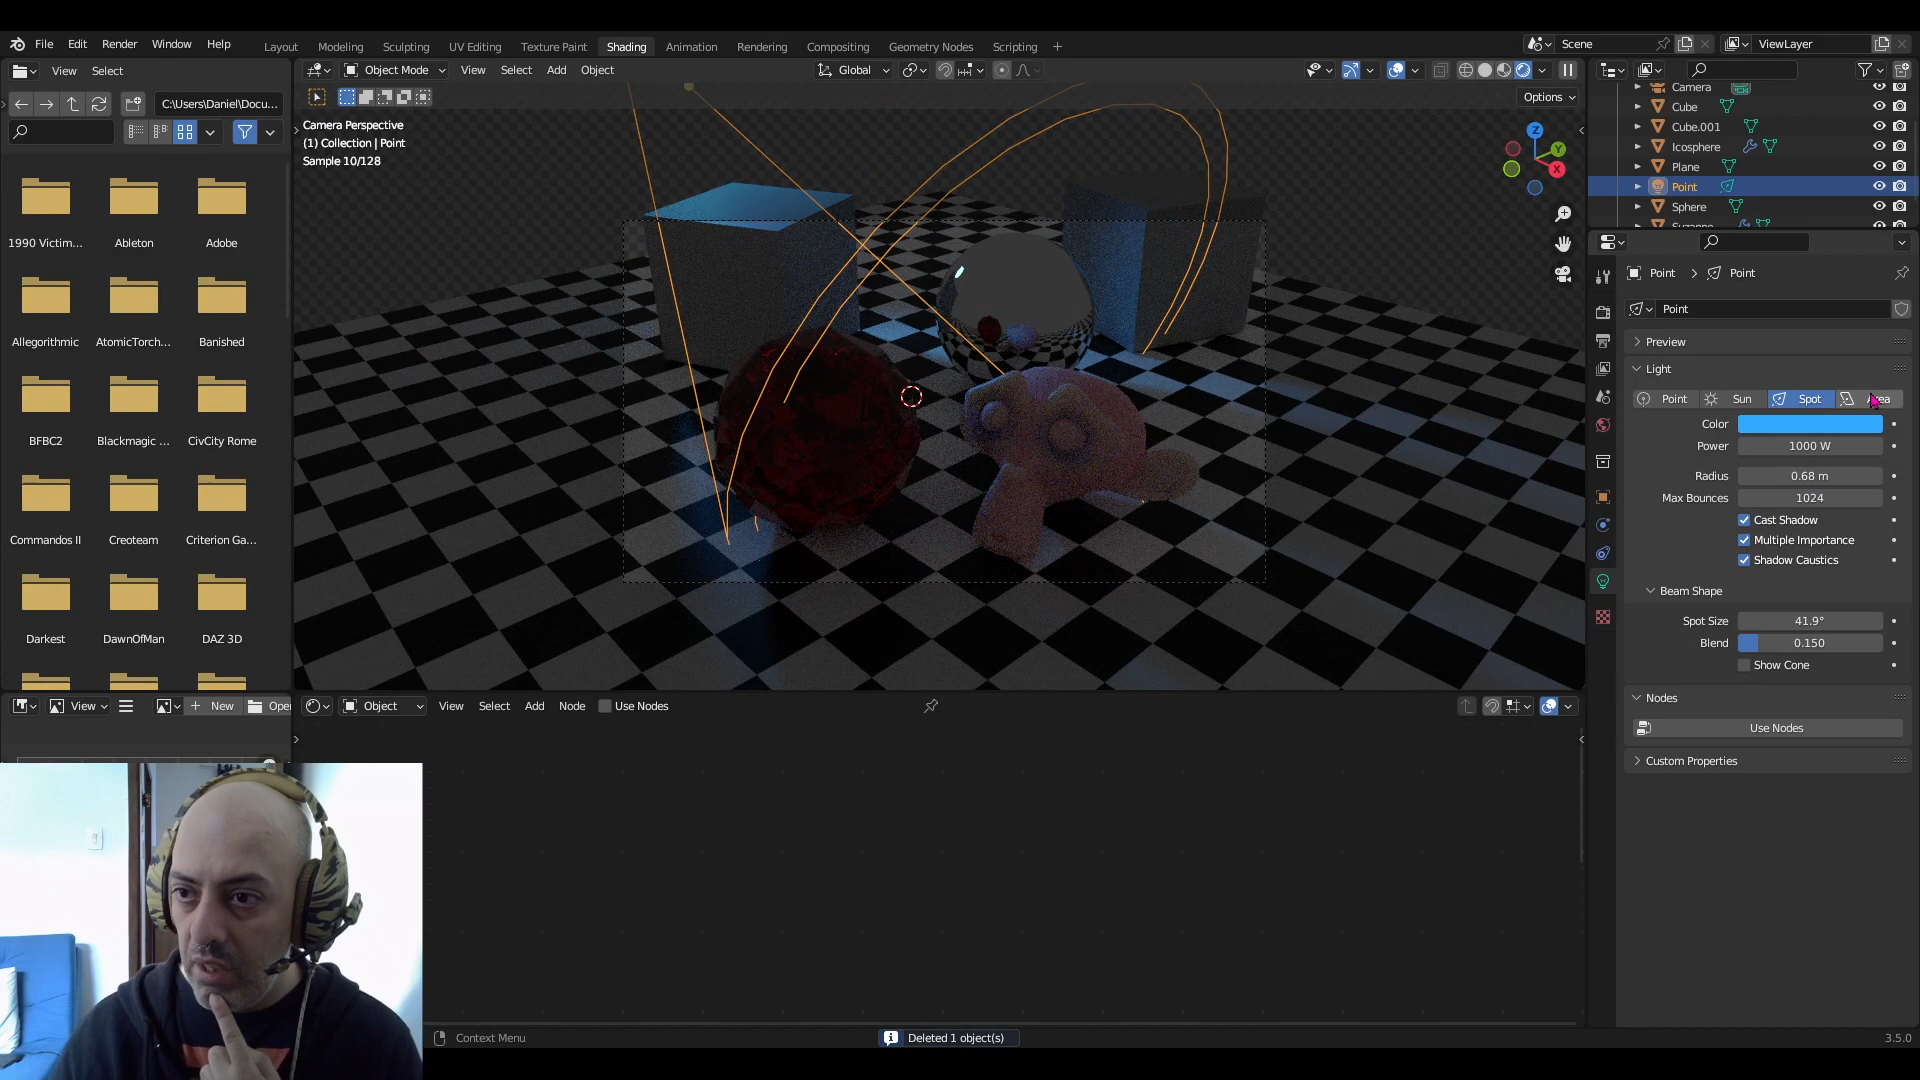 File Edit Render Window Help
Layout Modeling Sculpting UV Editing Texture Paint Shading Animation Rendering Compositing Geometry Nodes Scripting +
Scene
ViewLayer
View Select
Object Mode View Select Add Object
Global
C:\Users\Daniel\Docu...
Options
Camera Perspective
(1) Collection | Point
Sample 10/128
Z
Y
X
1990 Victim... Ableton Adobe
Allegorithmic AtomicTorch... Banished
BFBC2 Blackmagic ... CivCity Rome
Commandos II Creoteam Criterion Ga...
Darkest DawnOfMan DAZ 3D
Camera
Cube
Cube.001
Icosphere
Plane
Point
Sphere
Suzanne
Point > Point
Point
Preview
Light
Point Sun Spot Area
Color
Power 1000 W
Radius 0.68 m
Max Bounces 1024
Cast Shadow
Multiple Importance
Shadow Caustics
Beam Shape
Spot Size 41.9°
Blend 0.150
Show Cone
Nodes
Use Nodes
Custom Properties
View New Open
Object View Select Add Node Use Nodes
Context Menu
Deleted 1 object(s)
3.5.0